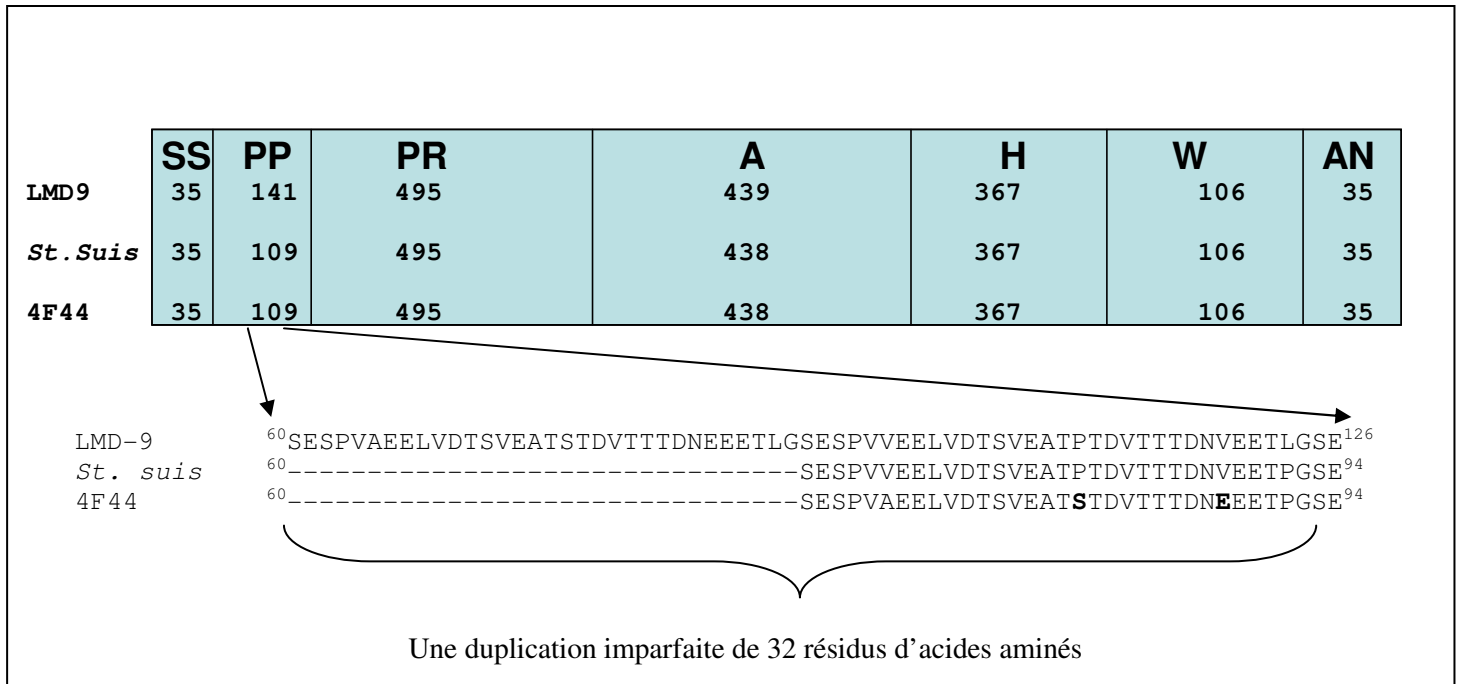 SS PP PR A H W AN
LMD9 35 141 495 439 367 106 35
St.Suis 35 109 495 438 367 106 35
4F44 35 109 495 438 367 106 35
LMD-9 60SESPVAEELVDTSVEATSTDVTTTDNEEETLGSESPVVEELVDTSVEATPTDVTTTDNVEETLGSE126
St. suis 60--------------------------------SESPVVEELVDTSVEATPTDVTTTDNVEETPGSE94
4F44 60--------------------------------SESPVAEELVDTSVEATSTDVTTTDNEEETPGSE94
Une duplication imparfaite de 32 résidus d'acides aminés